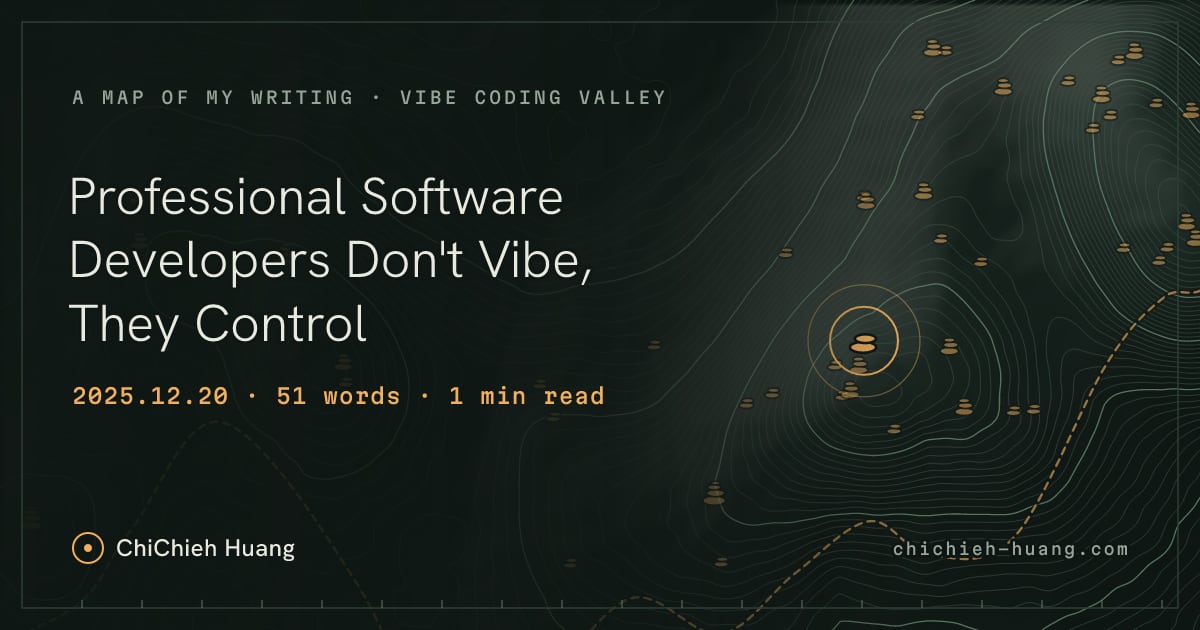 A MAP OF MY WRITING · VIBE CODING VALLEY
Professional Software
Developers Don't Vibe,
They Control
2025.12.20 · 51 words · 1 min read
ChiChieh Huang
chichieh-huang.com